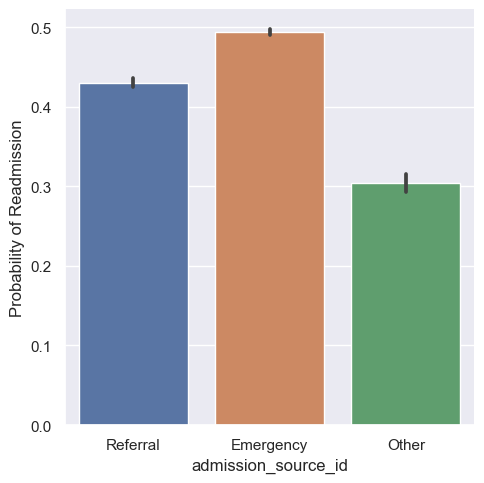 0.5
0.4
0.3
0.2
0.1
0.0
Probability of Readmission
Referral Emergency Other
admission_source_id